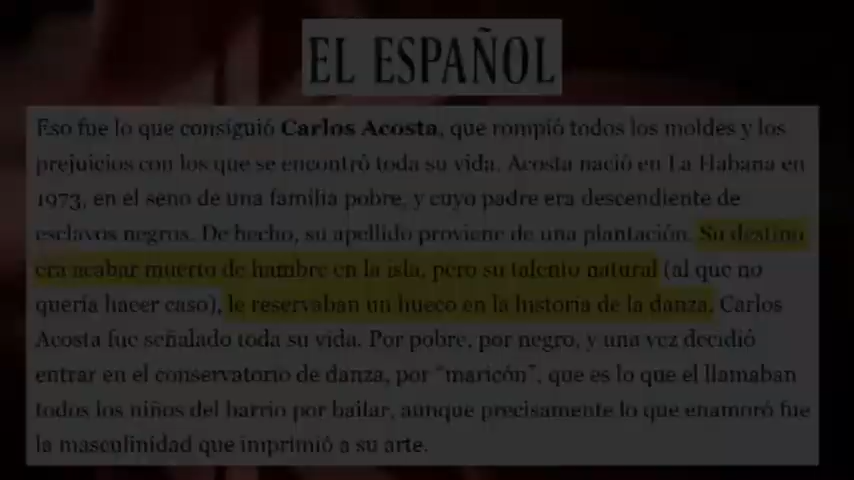 EL ESPAÑOL
Eso fue lo que consiguió Carlos Acosta, que rompió todos los moldes y los
prejuicios con los que se encontró toda su vida. Acosta nació en La Habana en
1973, en el seno de una familia pobre, y cuyo padre era descendiente de
esclavos negros. De hecho, su apellido proviene de una plantación. Su destino
era acabar muerto de hambre en la isla, pero su talento natural (al que no
quería hacer caso), le reservaban un hueco en la historia de la danza. Carlos
Acosta fue señalado toda su vida. Por pobre, por negro, y una vez decidió
entrar en el conservatorio de danza, por "maricón", que es lo que el llamaban
todos los niños del barrio por bailar, aunque precisamente lo que enamoró fue
la masculinidad que imprimió a su arte.